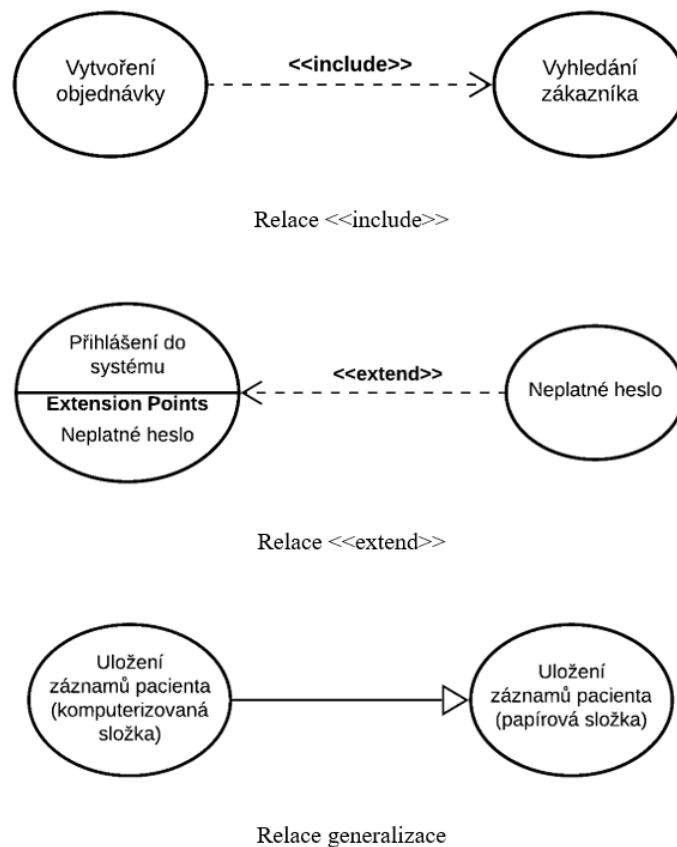 Vytvoření
objednávky
<<include>>
Vyhledání
zákazníka
Relace <<include>>
Přihlášení do
systému
Extension Points
Neplatné heslo
<<extend>>
Neplatné heslo
Relace <<extend>>
Uložení
záznamů pacienta
(komputerizovaná
složka)
Uložení
záznamů pacienta
(papírová složka)
Relace generalizace